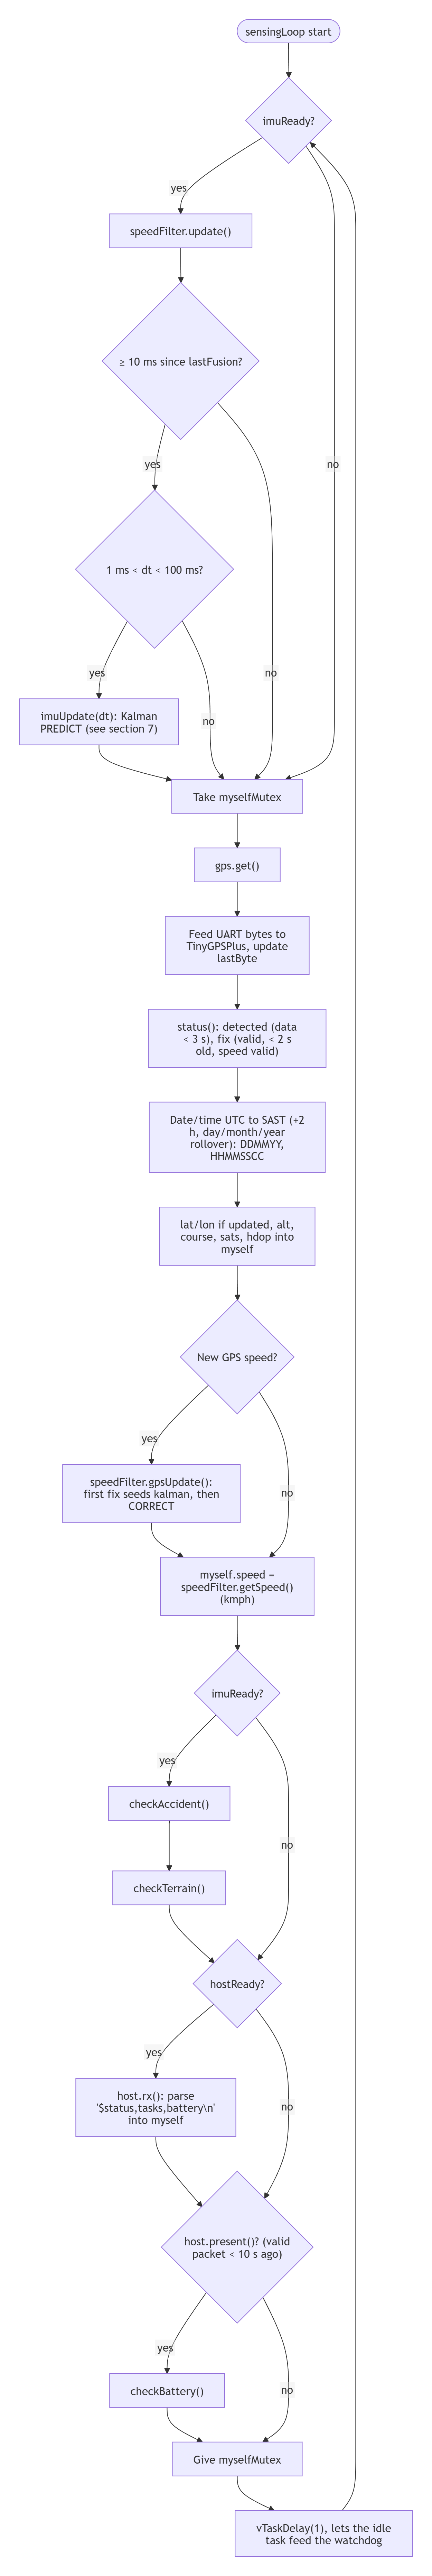 sensingLoop start
imuReady?
yes
speedFilter.update()
≥ 10 ms since lastFusion?
no
yes
1 ms < dt < 100 ms?
yes
no
no
imuUpdate(dt): Kalman
PREDICT (see section 7)
Take myselfMutex
gps.get()
Feed UART bytes to
TinyGPSPlus, update
lastByte
status(): detected (data
< 3 s), fix (valid, < 2 s
old, speed valid)
Date/time UTC to SAST (+2
h, day/month/year
rollover): DDMMYY,
HHMMSSCC
lat/lon if updated, alt,
course, sats, hdop into
myself
New GPS speed?
yes
speedFilter.gpsUpdate():
first fix seeds kalman, then
CORRECT
no
myself.speed =
speedFilter.getSpeed()
(kmph)
imuReady?
yes
checkAccident()
no
checkTerrain()
hostReady?
yes
host.rx(): parse
'$status,tasks,battery\n'
into myself
no
host.present()? (valid
packet < 10 s ago)
yes
checkBattery()
no
Give myselfMutex
vTaskDelay(1), lets the idle
task feed the watchdog